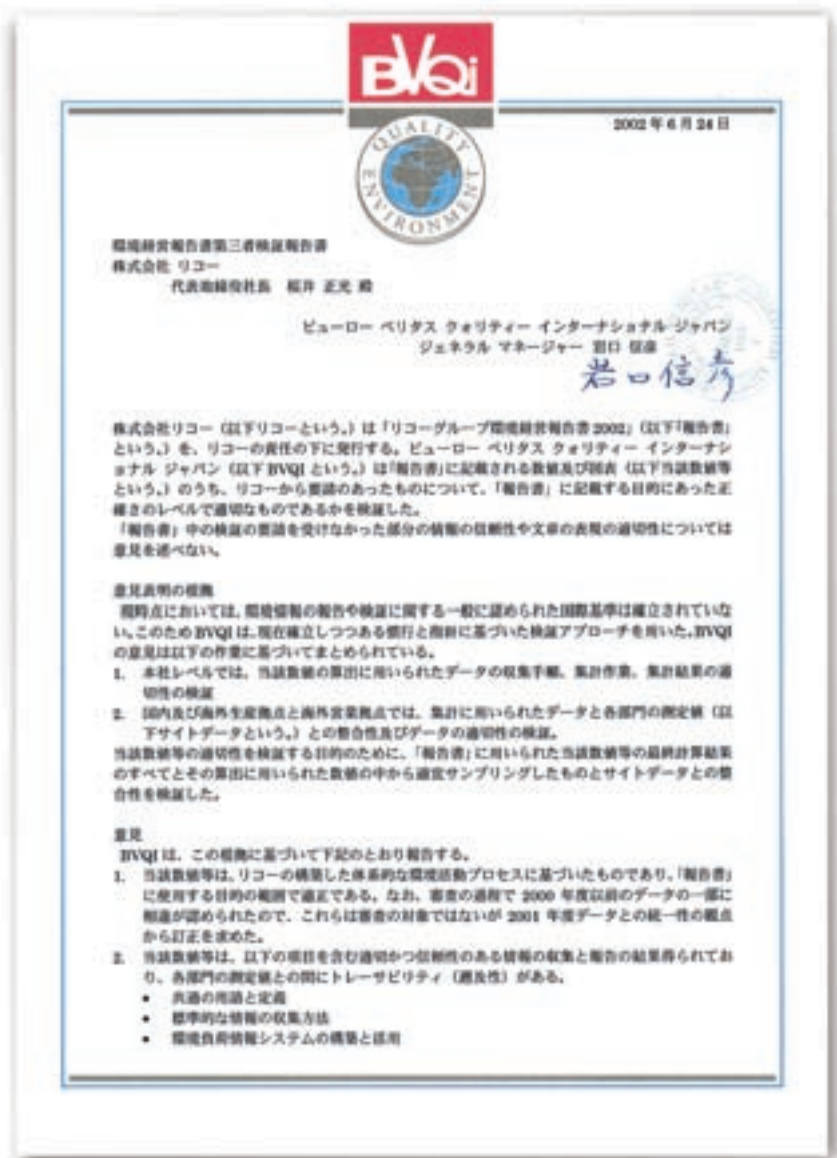 BVQi
QUALITY
ENVIRONMENT
2002年6月24日
環境経営報告書第三者検証報告書
株式会社 リコー
代表取締役社長 桜井 正光 殿
ビューロー ベリタス クォリティー インターナショナル ジャパン
ジェネラル マネージャー 岩口 信彦
岩口信彦
株式会社リコー(以下リコーという。)は「リコーグループ環境経営報告書2002」(以下「報告書」
という。)を、リコーの責任の下に発行する。ビューロー ベリタス クォリティー インターナシ
ョナル ジャパン(以下BVQIという。)は「報告書」に記載される数値及び図表(以下当該数値等
という。)のうち、リコーから要請のあったものについて、「報告書」に記載する目的にあった正
確さのレベルで適切なものであるかを検証した。
「報告書」中の検証の要請を受けなかった部分の情報の信頼性や文章の表現の適切性については
意見を述べない。
意見表明の根拠
現時点においては、環境情報の報告や検証に関する一般に認められた国際基準は確立されていな
い。このためBVQIは、現在確立しつつある慣行と指針に基づいた検証アプローチを用いた。BVQI
の意見は以下の作業に基づいてまとめられている。
1. 本社レベルでは、当該数値の算出に用いられたデータの収集手順、集計作業、集計結果の適
切性の検証
2. 国内及び海外生産拠点と海外営業拠点では、集計に用いられたデータと各部門の測定値(以
下サイトデータという。)との整合性及びデータの適切性の検証。
当該数値等の適切性を検証する目的のために、「報告書」に用いられた当該数値等の最終計算結果
のすべてとその算出に用いられた数値の中から適宜サンプリングしたものとサイトデータとの整
合性を検証した。
意見
BVQIは、この根拠に基づいて下記のとおり報告する。
1. 当該数値等は、リコーの構築した体系的な環境活動プロセスに基づいたものであり、「報告書」
に使用する目的の範囲で適正である。なお、審査の過程で2000年度以前のデータの一部に
相違が認められたので、これらは審査の対象ではないが2001年度データとの統一性の観点
から訂正を求めた。
2. 当該数値等は、以下の項目を含む適切かつ信頼性のある情報の収集と報告の結果得られてお
り、各部門の測定値との間にトレーサビリティ(遡及性)がある。
• 共通の用語と定義
• 標準的な情報の収集方法
• 環境負荷情報システムの構築と活用